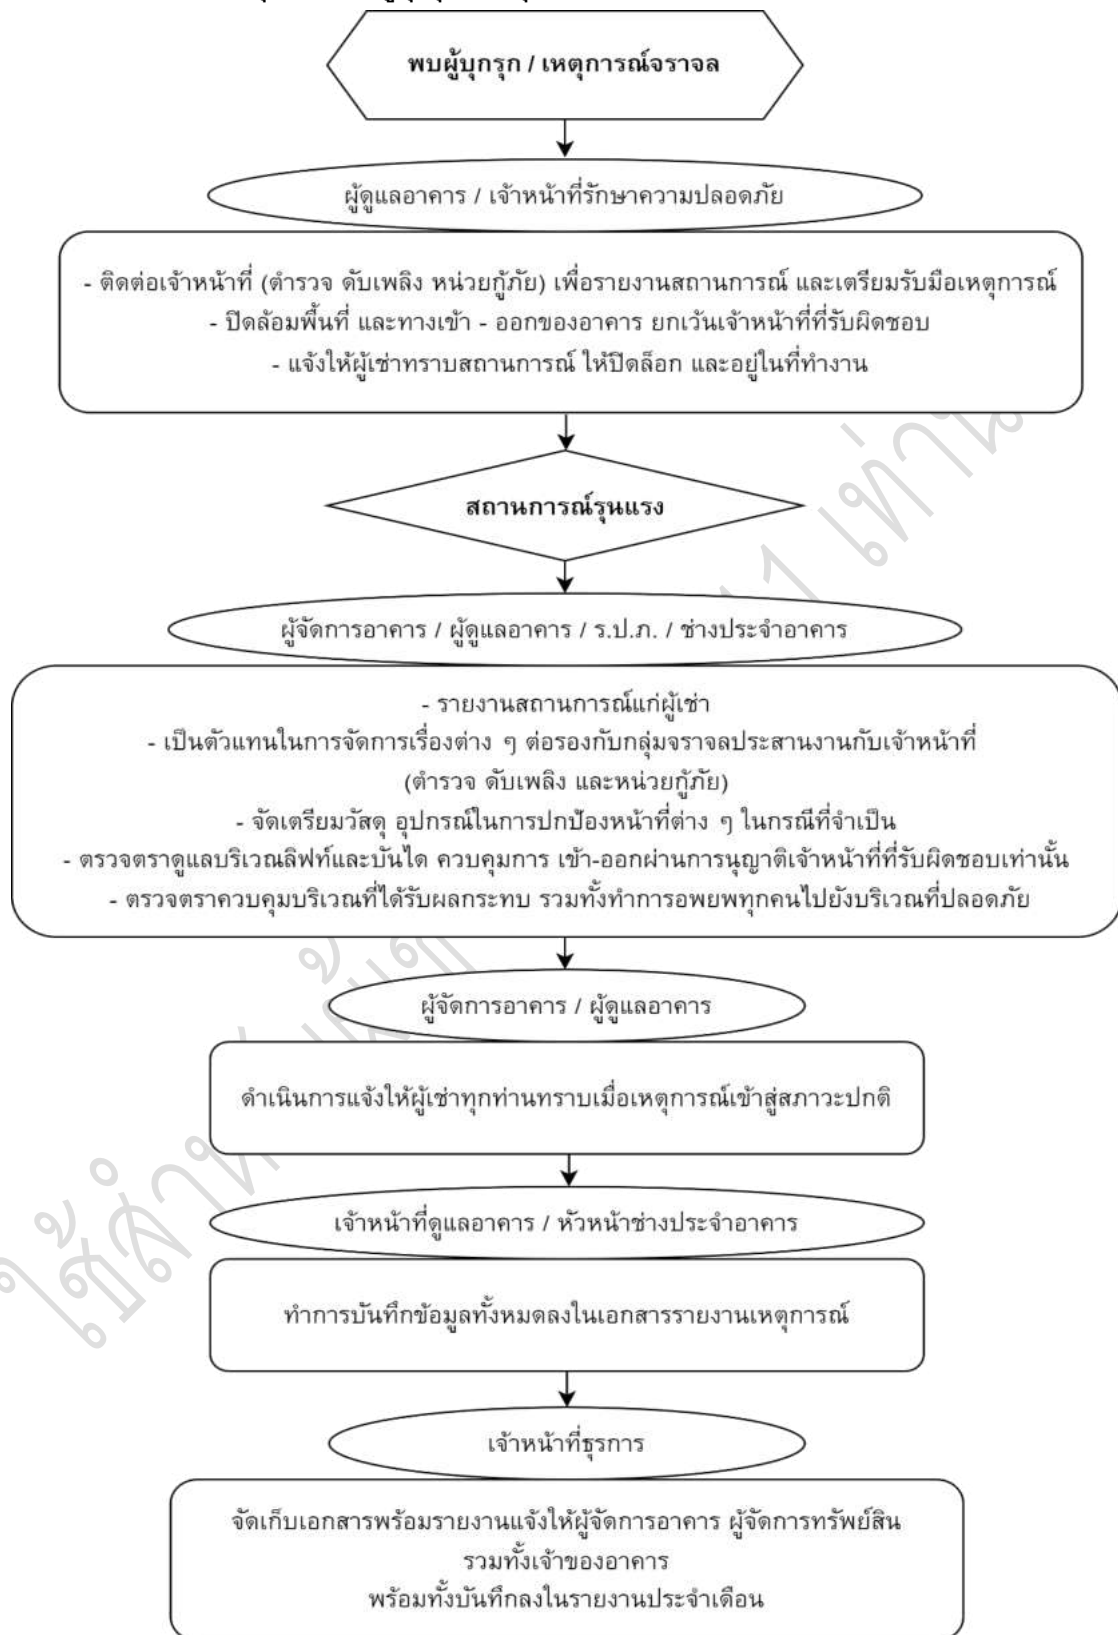 พบผู้บุกรุก / เหตุการณ์จราจล
ผู้ดูแลอาคาร / เจ้าหน้าที่รักษาความปลอดภัย
- ติดต่อเจ้าหน้าที่ (ตำรวจ ดับเพลิง หน่วยกู้ภัย) เพื่อรายงานสถานการณ์ และเตรียมรับมือเหตุการณ์
- ปิดล้อมพื้นที่ และทางเข้า - ออกของอาคาร ยกเว้นเจ้าหน้าที่ที่รับผิดชอบ
- แจ้งให้ผู้เช่าทราบสถานการณ์ ให้ปิดล็อก และอยู่ในที่ทำงาน
สถานการณ์รุนแรง
ผู้จัดการอาคาร / ผู้ดูแลอาคาร / ร.ป.ภ. / ช่างประจำอาคาร
- รายงานสถานการณ์แก่ผู้เช่า
- เป็นตัวแทนในการจัดการเรื่องต่าง ๆ ต่อรองกับกลุ่มจราจลประสานงานกับเจ้าหน้าที่
(ตำรวจ ดับเพลิง และหน่วยกู้ภัย)
- จัดเตรียมวัสดุ อุปกรณ์ในการปกป้องหน้าที่ต่าง ๆ ในกรณีที่จำเป็น
- ตรวจตราดูแลบริเวณลิฟท์และบันได ควบคุมการ เข้า-ออกผ่านการนุญาติเจ้าหน้าที่ที่รับผิดชอบเท่านั้น
- ตรวจตราควบคุมบริเวณที่ได้รับผลกระทบ รวมทั้งทำการอพยพทุกคนไปยังบริเวณที่ปลอดภัย
ผู้จัดการอาคาร / ผู้ดูแลอาคาร
ดำเนินการแจ้งให้ผู้เช่าทุกท่านทราบเมื่อเหตุการณ์เข้าสู่สภาวะปกติ
เจ้าหน้าที่ดูแลอาคาร / หัวหน้าช่างประจำอาคาร
ทำการบันทึกข้อมูลทั้งหมดลงในเอกสารรายงานเหตุการณ์
เจ้าหน้าที่ธุรการ
จัดเก็บเอกสารพร้อมรายงานแจ้งให้ผู้จัดการอาคาร ผู้จัดการทรัพย์สิน
รวมทั้งเจ้าของอาคาร
พร้อมทั้งบันทึกลงในรายงานประจำเดือน